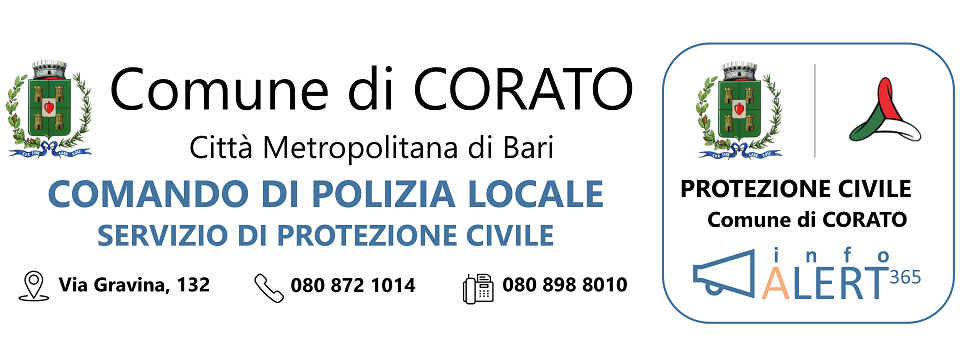 Comune di CORATO
Città Metropolitana di Bari
COMANDO DI POLIZIA LOCALE
SERVIZIO DI PROTEZIONE CIVILE
Via Gravina, 132
080 872 1014
080 898 8010
PROTEZIONE CIVILE
Comune di CORATO
info
ALERT365